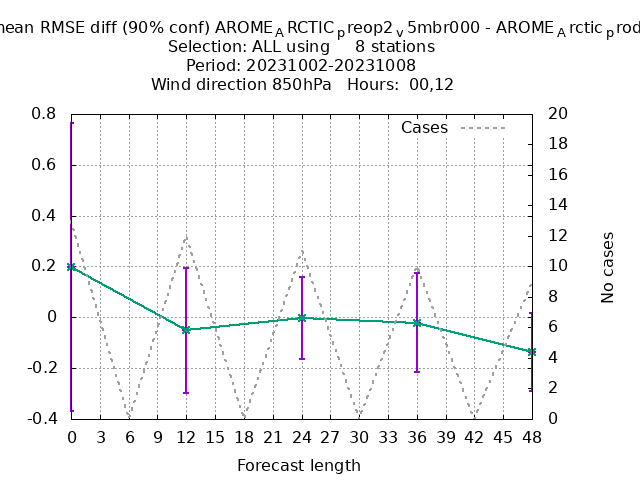 mean RMSE diff (90% conf) AROME_ARCTIC_preop2_v5mbr000 - AROME_Arctic_prod
Selection: ALL using 8 stations
Period: 20231002-20231008
Wind direction 850hPa Hours: 00,12
Cases
0.8
0.6
0.4
0.2
0
-0.2
-0.4
20
18
16
14
12
10
8
6
4
2
0
No cases
0 3 6 9 12 15 18 21 24 27 30 33 36 39 42 45 48
Forecast length